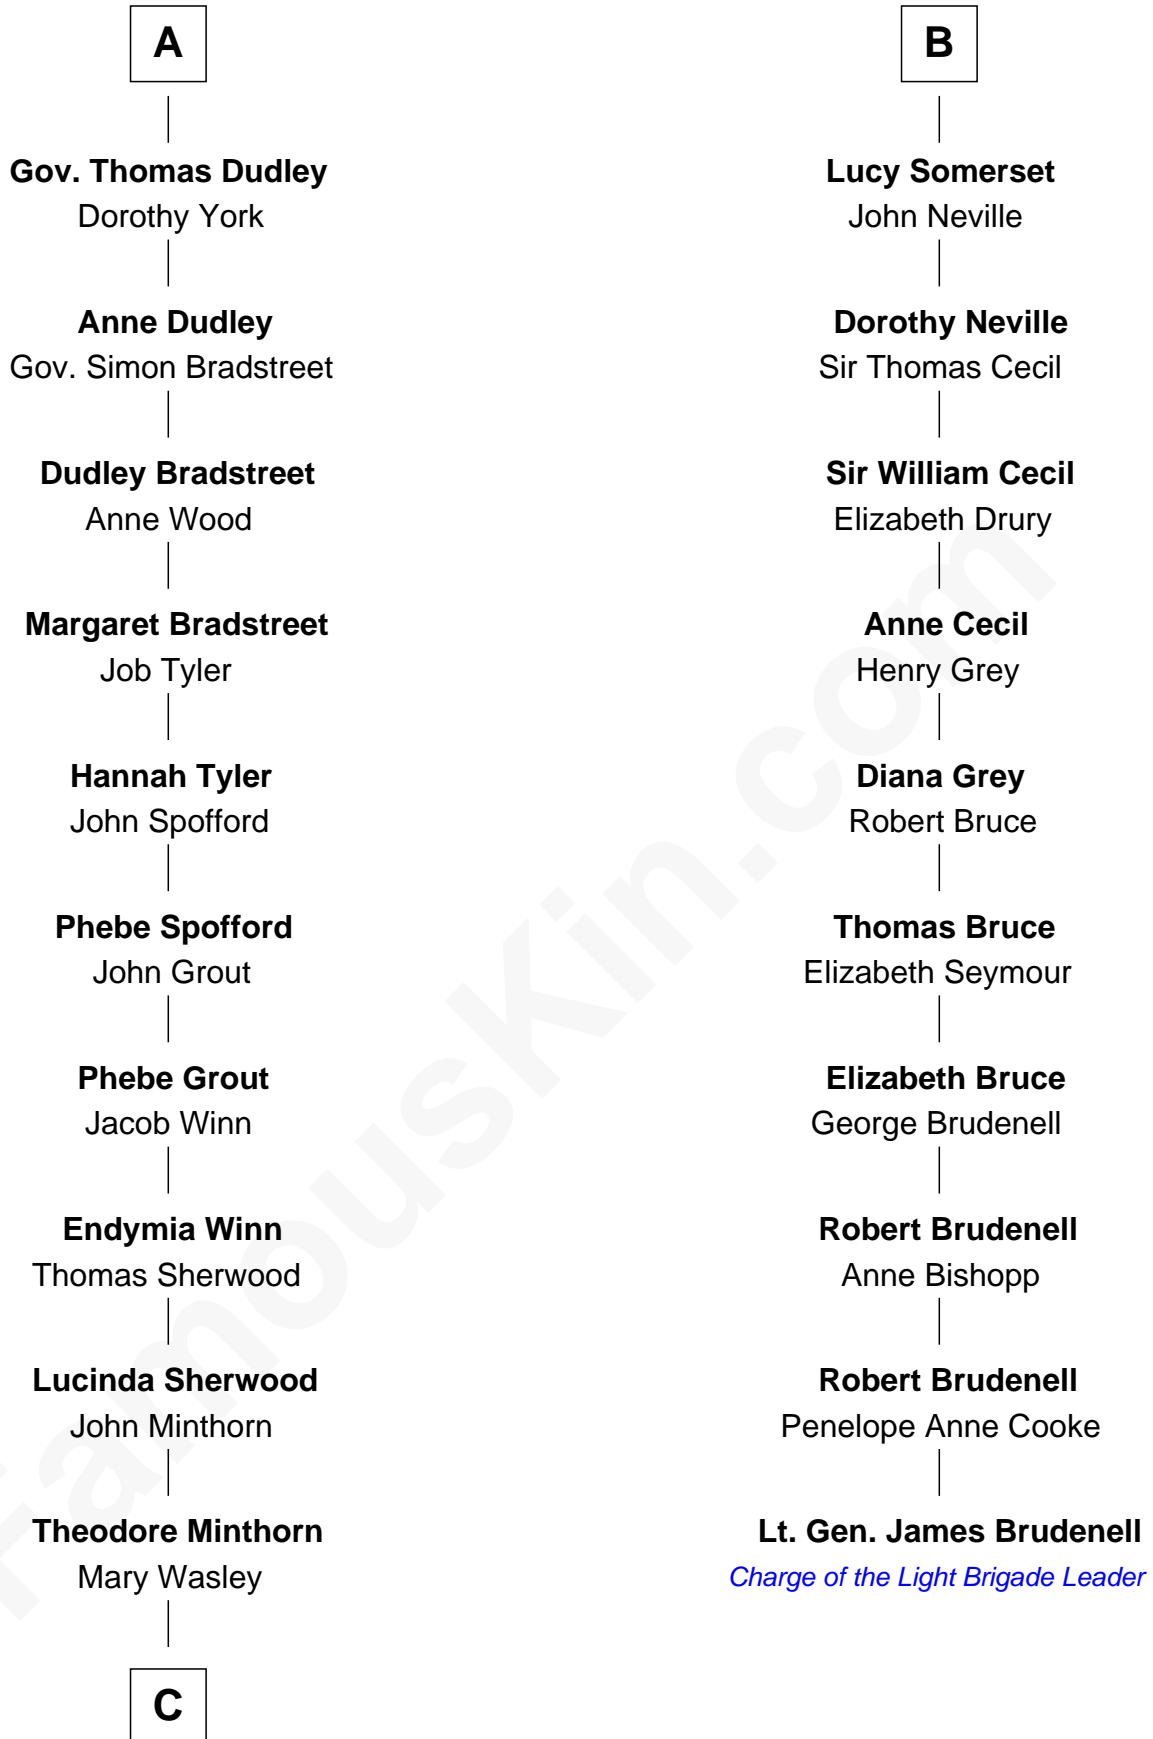 A
Gov. Thomas Dudley
Dorothy York
Anne Dudley
Gov. Simon Bradstreet
Dudley Bradstreet
Anne Wood
Margaret Bradstreet
Job Tyler
Hannah Tyler
John Spofford
Phebe Spofford
John Grout
Phebe Grout
Jacob Winn
Endymia Winn
Thomas Sherwood
Lucinda Sherwood
John Minthorn
Theodore Minthorn
Mary Wasley
C
B
Lucy Somerset
John Neville
Dorothy Neville
Sir Thomas Cecil
Sir William Cecil
Elizabeth Drury
Anne Cecil
Henry Grey
Diana Grey
Robert Bruce
Thomas Bruce
Elizabeth Seymour
Elizabeth Bruce
George Brudenell
Robert Brudenell
Anne Bishopp
Robert Brudenell
Penelope Anne Cooke
Lt. Gen. James Brudenell
Charge of the Light Brigade Leader
FamousKin.com